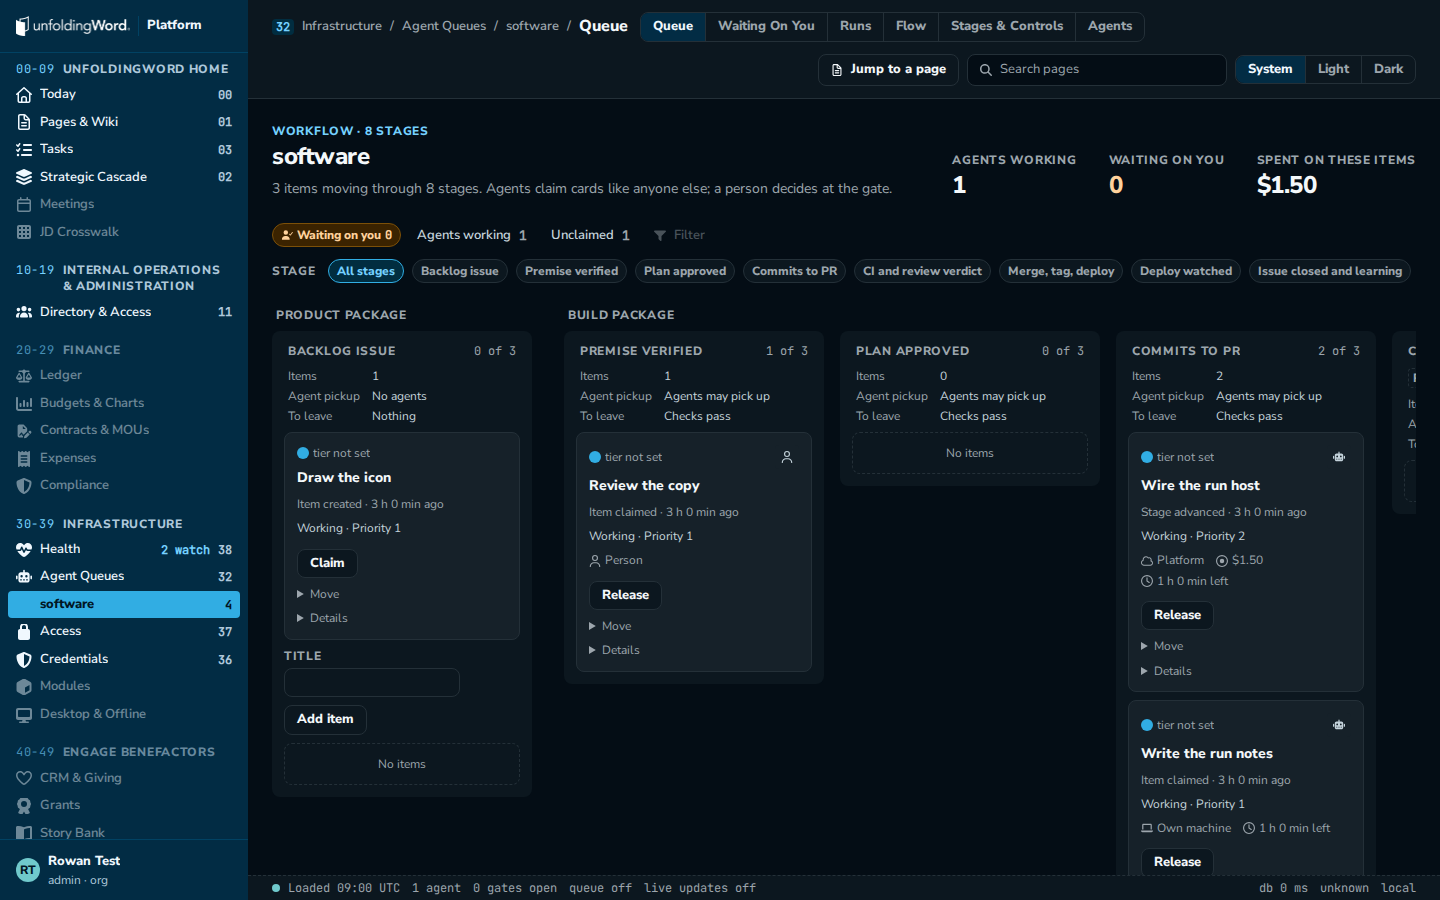 unfoldingWord. Platform
00-09 UNFOLDINGWORD HOME
Today 00
Pages & Wiki 01
Tasks 03
Strategic Cascade 02
Meetings
JD Crosswalk
10-19 INTERNAL OPERATIONS
& ADMINISTRATION
Directory & Access 11
20-29 FINANCE
Ledger
Budgets & Charts
Contracts & MOUs
Expenses
Compliance
30-39 INFRASTRUCTURE
Health 2 watch 38
Agent Queues 32
software 4
Access 37
Credentials 36
Modules
Desktop & Offline
40-49 ENGAGE BENEFACTORS
CRM & Giving
Grants
Story Bank
RT Rowan Test
admin · org
32 Infrastructure / Agent Queues / software / Queue
Queue Waiting On You Runs Flow Stages & Controls Agents
Jump to a page Search pages System Light Dark
WORKFLOW · 8 STAGES
software
3 items moving through 8 stages. Agents claim cards like anyone else; a person decides at the gate.
AGENTS WORKING WAITING ON YOU SPENT ON THESE ITEMS
1 0 $1.50
Waiting on you 0 Agents working 1 Unclaimed 1 Filter
STAGE All stages Backlog issue Premise verified Plan approved Commits to PR CI and review verdict Merge, tag, deploy Deploy watched Issue closed and learning
PRODUCT PACKAGE
BACKLOG ISSUE 0 of 3
Items 1
Agent pickup No agents
To leave Nothing
tier not set
Draw the icon
Item created · 3 h 0 min ago
Working · Priority 1
Claim
Move
Details
TITLE
Add item
No items
BUILD PACKAGE
PREMISE VERIFIED 1 of 3
Items 1
Agent pickup Agents may pick up
To leave Checks pass
tier not set
Review the copy
Item claimed · 3 h 0 min ago
Working · Priority 1
Person
Release
Move
Details
PLAN APPROVED 0 of 3
Items 0
Agent pickup Agents may pick up
To leave Checks pass
No items
COMMITS TO PR 2 of 3
Items 2
Agent pickup Agents may pick up
To leave Checks pass
tier not set
Wire the run host
Stage advanced · 3 h 0 min ago
Working · Priority 2
Platform $1.50
1 h 0 min left
Release
Move
Details
tier not set
Write the run notes
Item claimed · 3 h 0 min ago
Working · Priority 1
Own machine 1 h 0 min left
Release
Loaded 09:00 UTC 1 agent 0 gates open queue off live updates off
db 0 ms unknown local